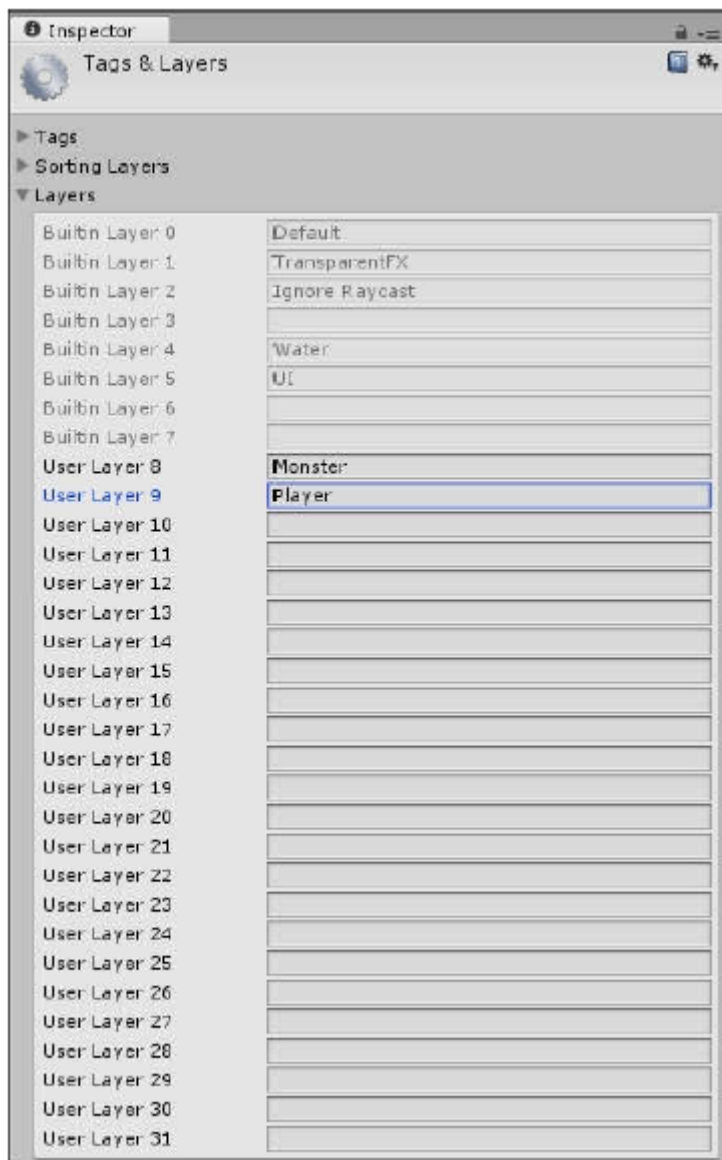 Inspector
Tags & Layers
Tags
Sorting Layers
Layers
Builtin Layer 0 Default
Builtin Layer 1 TransparentFX
Builtin Layer 2 Ignore Raycast
Builtin Layer 3
Builtin Layer 4 Water
Builtin Layer 5 UI
Builtin Layer 6
Builtin Layer 7
User Layer 8 Monster
User Layer 9 Player
User Layer 10
User Layer 11
User Layer 12
User Layer 13
User Layer 14
User Layer 15
User Layer 16
User Layer 17
User Layer 18
User Layer 19
User Layer 20
User Layer 21
User Layer 22
User Layer 23
User Layer 24
User Layer 25
User Layer 26
User Layer 27
User Layer 28
User Layer 29
User Layer 30
User Layer 31